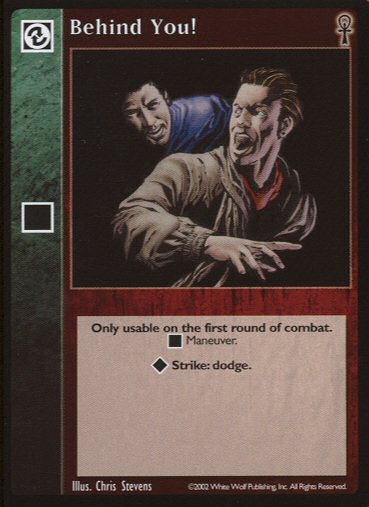 Behind You!
Only usable on the first round of combat.
Maneuver.
Strike: dodge.
Illus. Chris Stevens
©2002 White Wolf Publishing, Inc. All Rights Reserved.